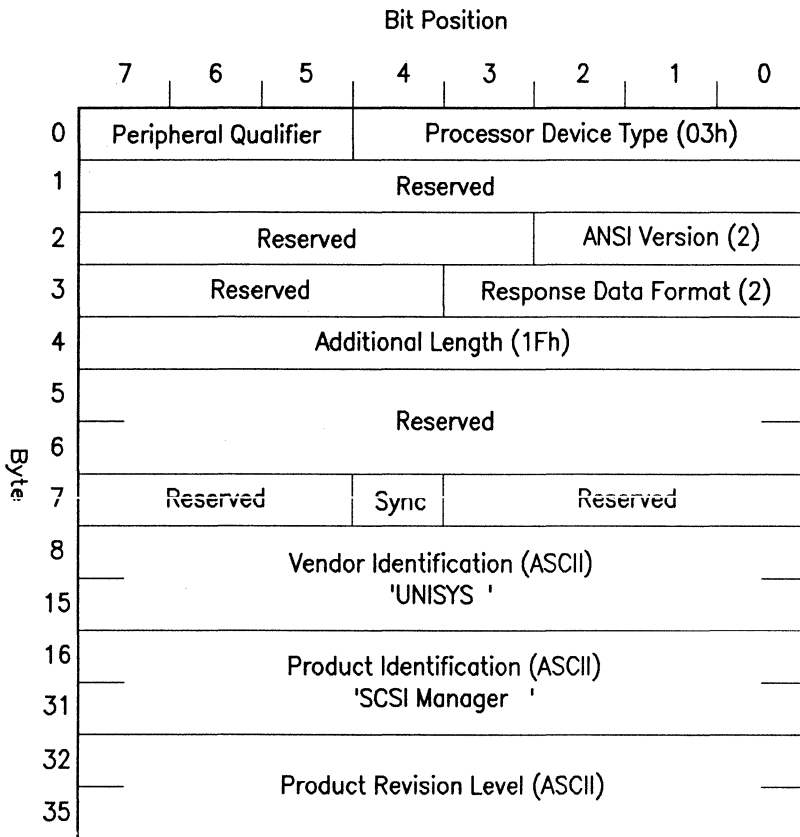 Bit Position
7 6 5 4 3 2 1 0
0 Peripheral Qualifier Processor Device Type (03h)
1 Reserved
2 Reserved ANSI Version (2)
3 Reserved Response Data Format (2)
4 Additional Length (1Fh)
5
Reserved
6
Byte
7 Reserved Sync Reserved
8
Vendor Identification (ASCII)
'UNISYS  '
15
16
Product Identification (ASCII)
'SCSI Manager   '
31
32
Product Revision Level (ASCII)
35